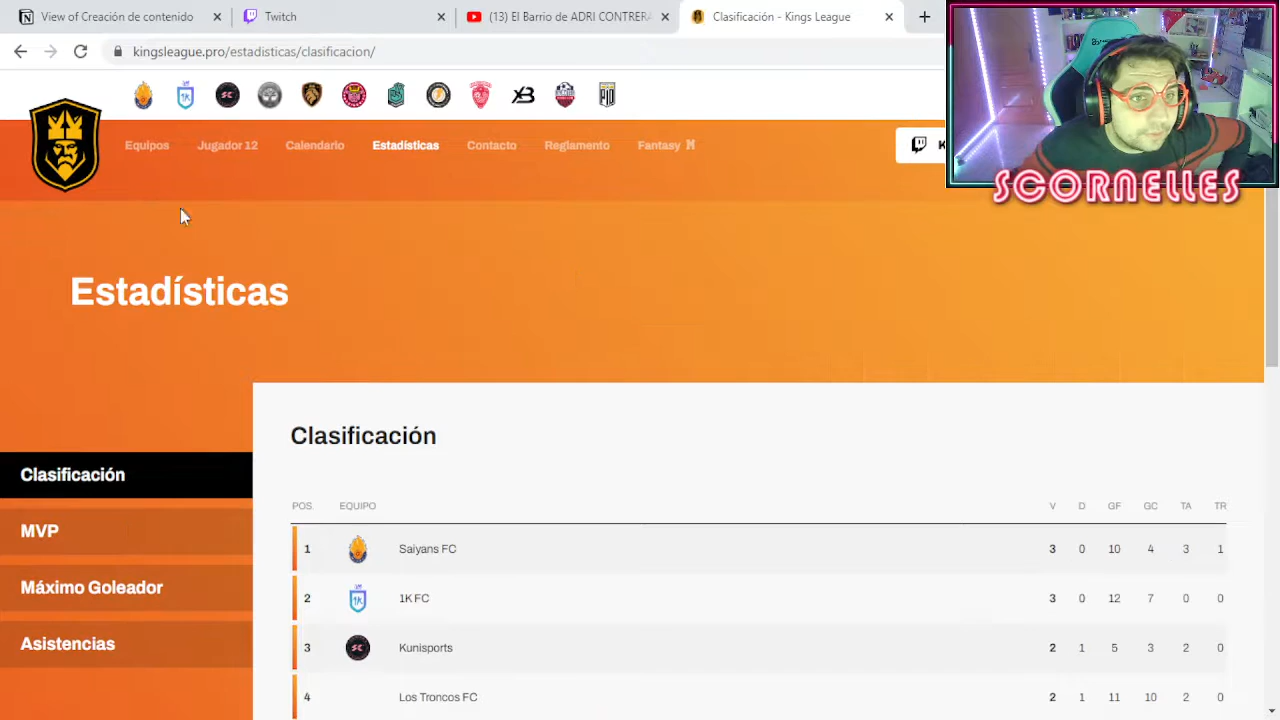 View of Creación de contenido
Twitch
(13) El Barrio de ADRI CONTRERA
Clasificación - Kings League
kingsleague.pro/estadisticas/clasificacion/
1K
XB
Equipos
Jugador 12
Calendario
Estadísticas
Contacto
Reglamento
Fantasy
K
SCORNELLES
Estadísticas
Clasificación
MVP
Máximo Goleador
Asistencias
Clasificación
POS. EQUIPO V D GF GC TA TR
1 Saiyans FC 3 0 10 4 3 1
2 1K 1K FC 3 0 12 7 0 0
3 Kunisports 2 1 5 3 2 0
4 Los Troncos FC 2 1 11 10 2 0